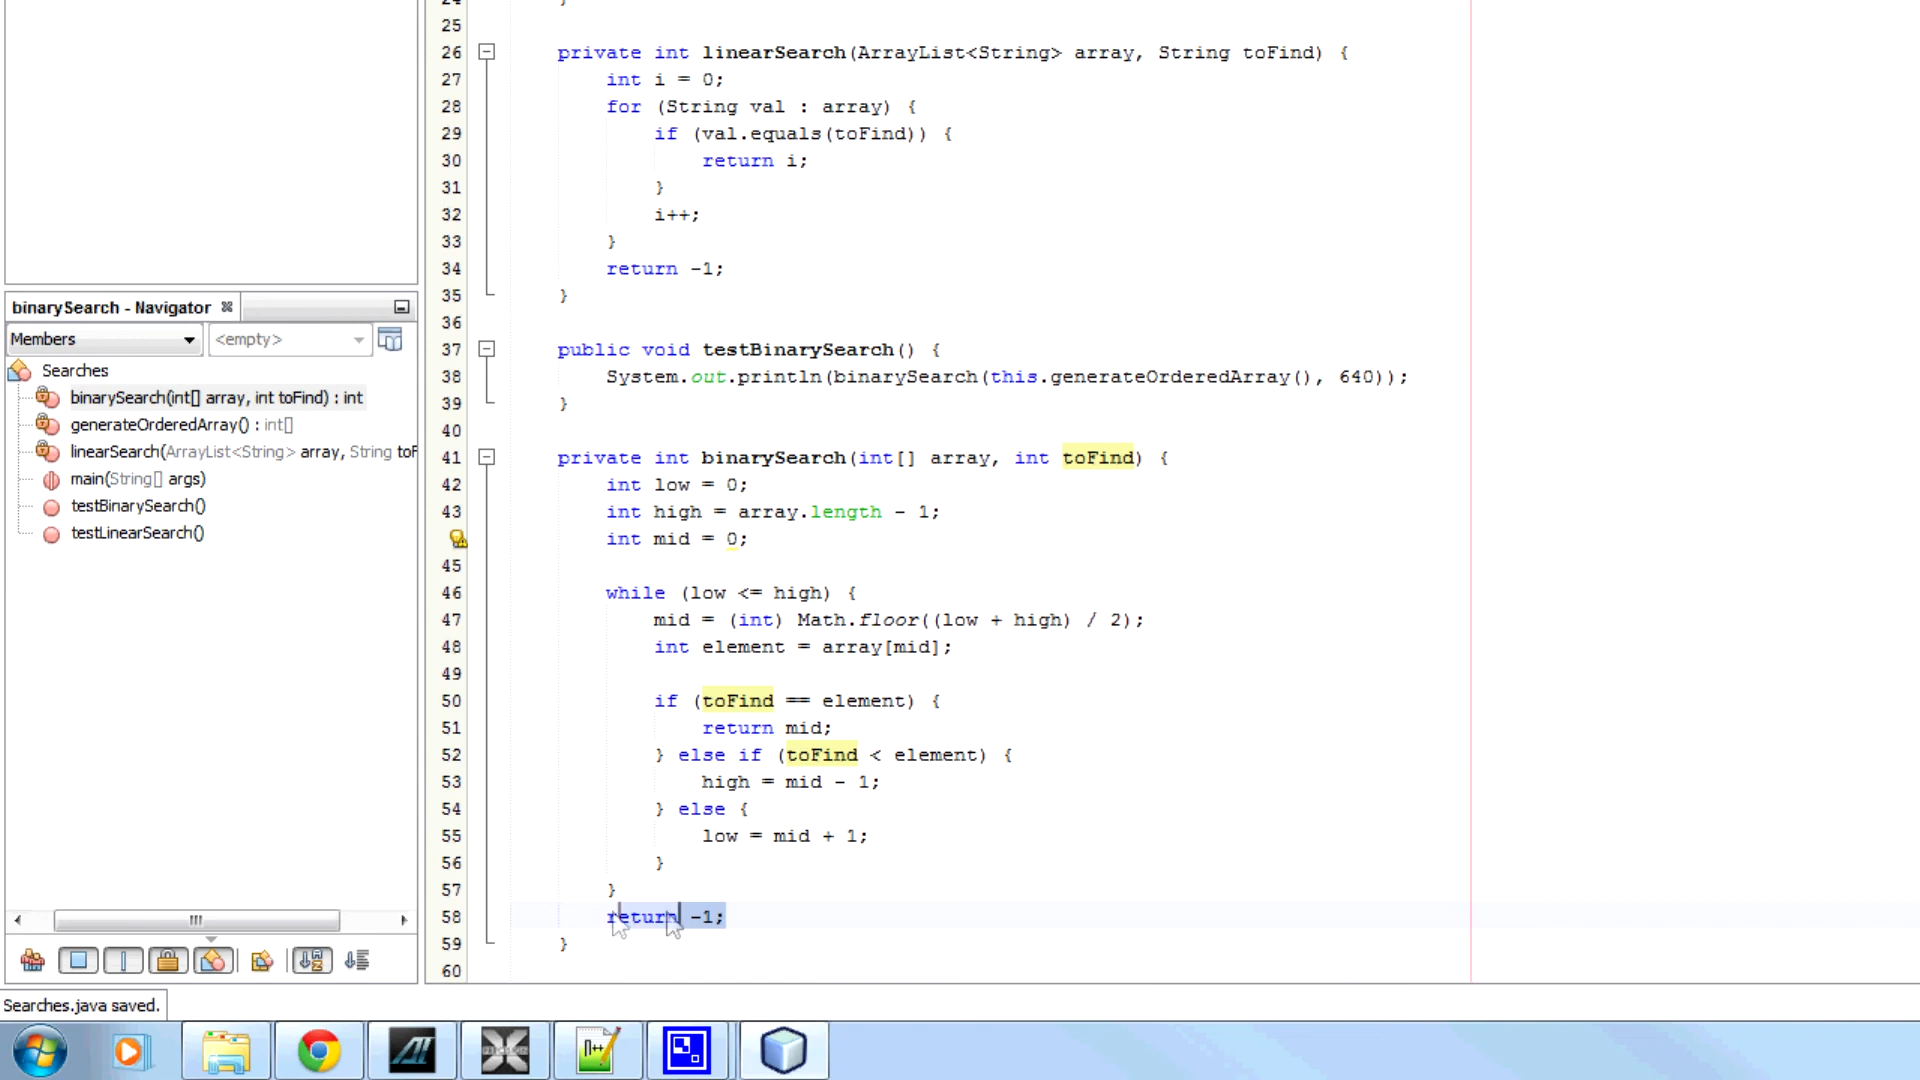 binarySearch - Navigator
Members
<empty>
Searches
binarySearch(int[] array, int toFind) : int
generateOrderedArray() : int[]
linearSearch(ArrayList<String> array, String toF
main(String[] args)
testBinarySearch()
testLinearSearch()
Searches.java saved.
25
26 private int linearSearch(ArrayList<String> array, String toFind) {
27 int i = 0;
28 for (String val : array) {
29 if (val.equals(toFind)) {
30 return i;
31 }
32 i++;
33 }
34 return -1;
35 }
36
37 public void testBinarySearch() {
38 System.out.println(binarySearch(this.generateOrderedArray(), 640));
39 }
40
41 private int binarySearch(int[] array, int toFind) {
42 int low = 0;
43 int high = array.length - 1;
int mid = 0;
45
46 while (low <= high) {
47 mid = (int) Math.floor((low + high) / 2);
48 int element = array[mid];
49
50 if (toFind == element) {
51 return mid;
52 } else if (toFind < element) {
53 high = mid - 1;
54 } else {
55 low = mid + 1;
56 }
57 }
58 return -1;
59 }
60